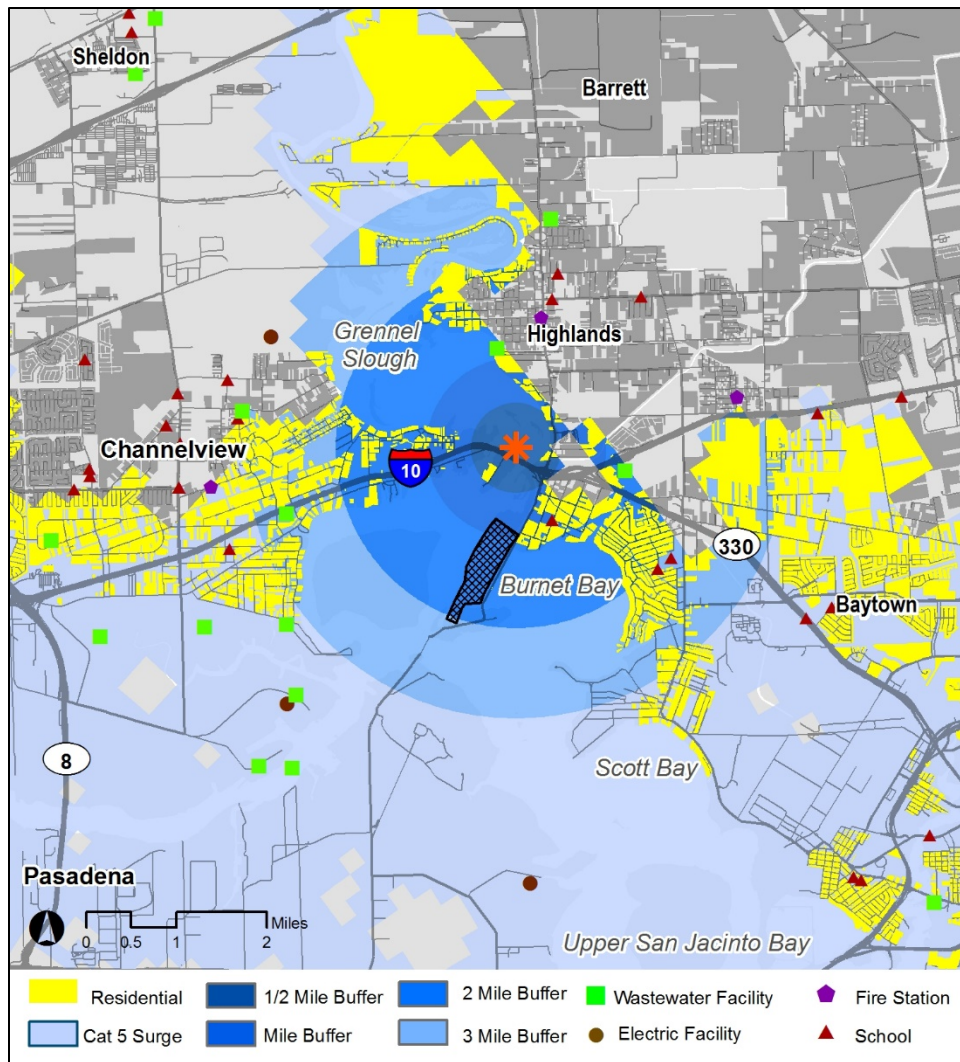 Sheldon
Barrett
Grennel
Slough
Highlands
Channelview
10
330
Burnet Bay
Baytown
Scott Bay
8
Pasadena
Miles
0 0.5 1 2
Upper San Jacinto Bay
Residential
1/2 Mile Buffer
2 Mile Buffer
Wastewater Facility
Fire Station
Cat 5 Surge
Mile Buffer
3 Mile Buffer
Electric Facility
School